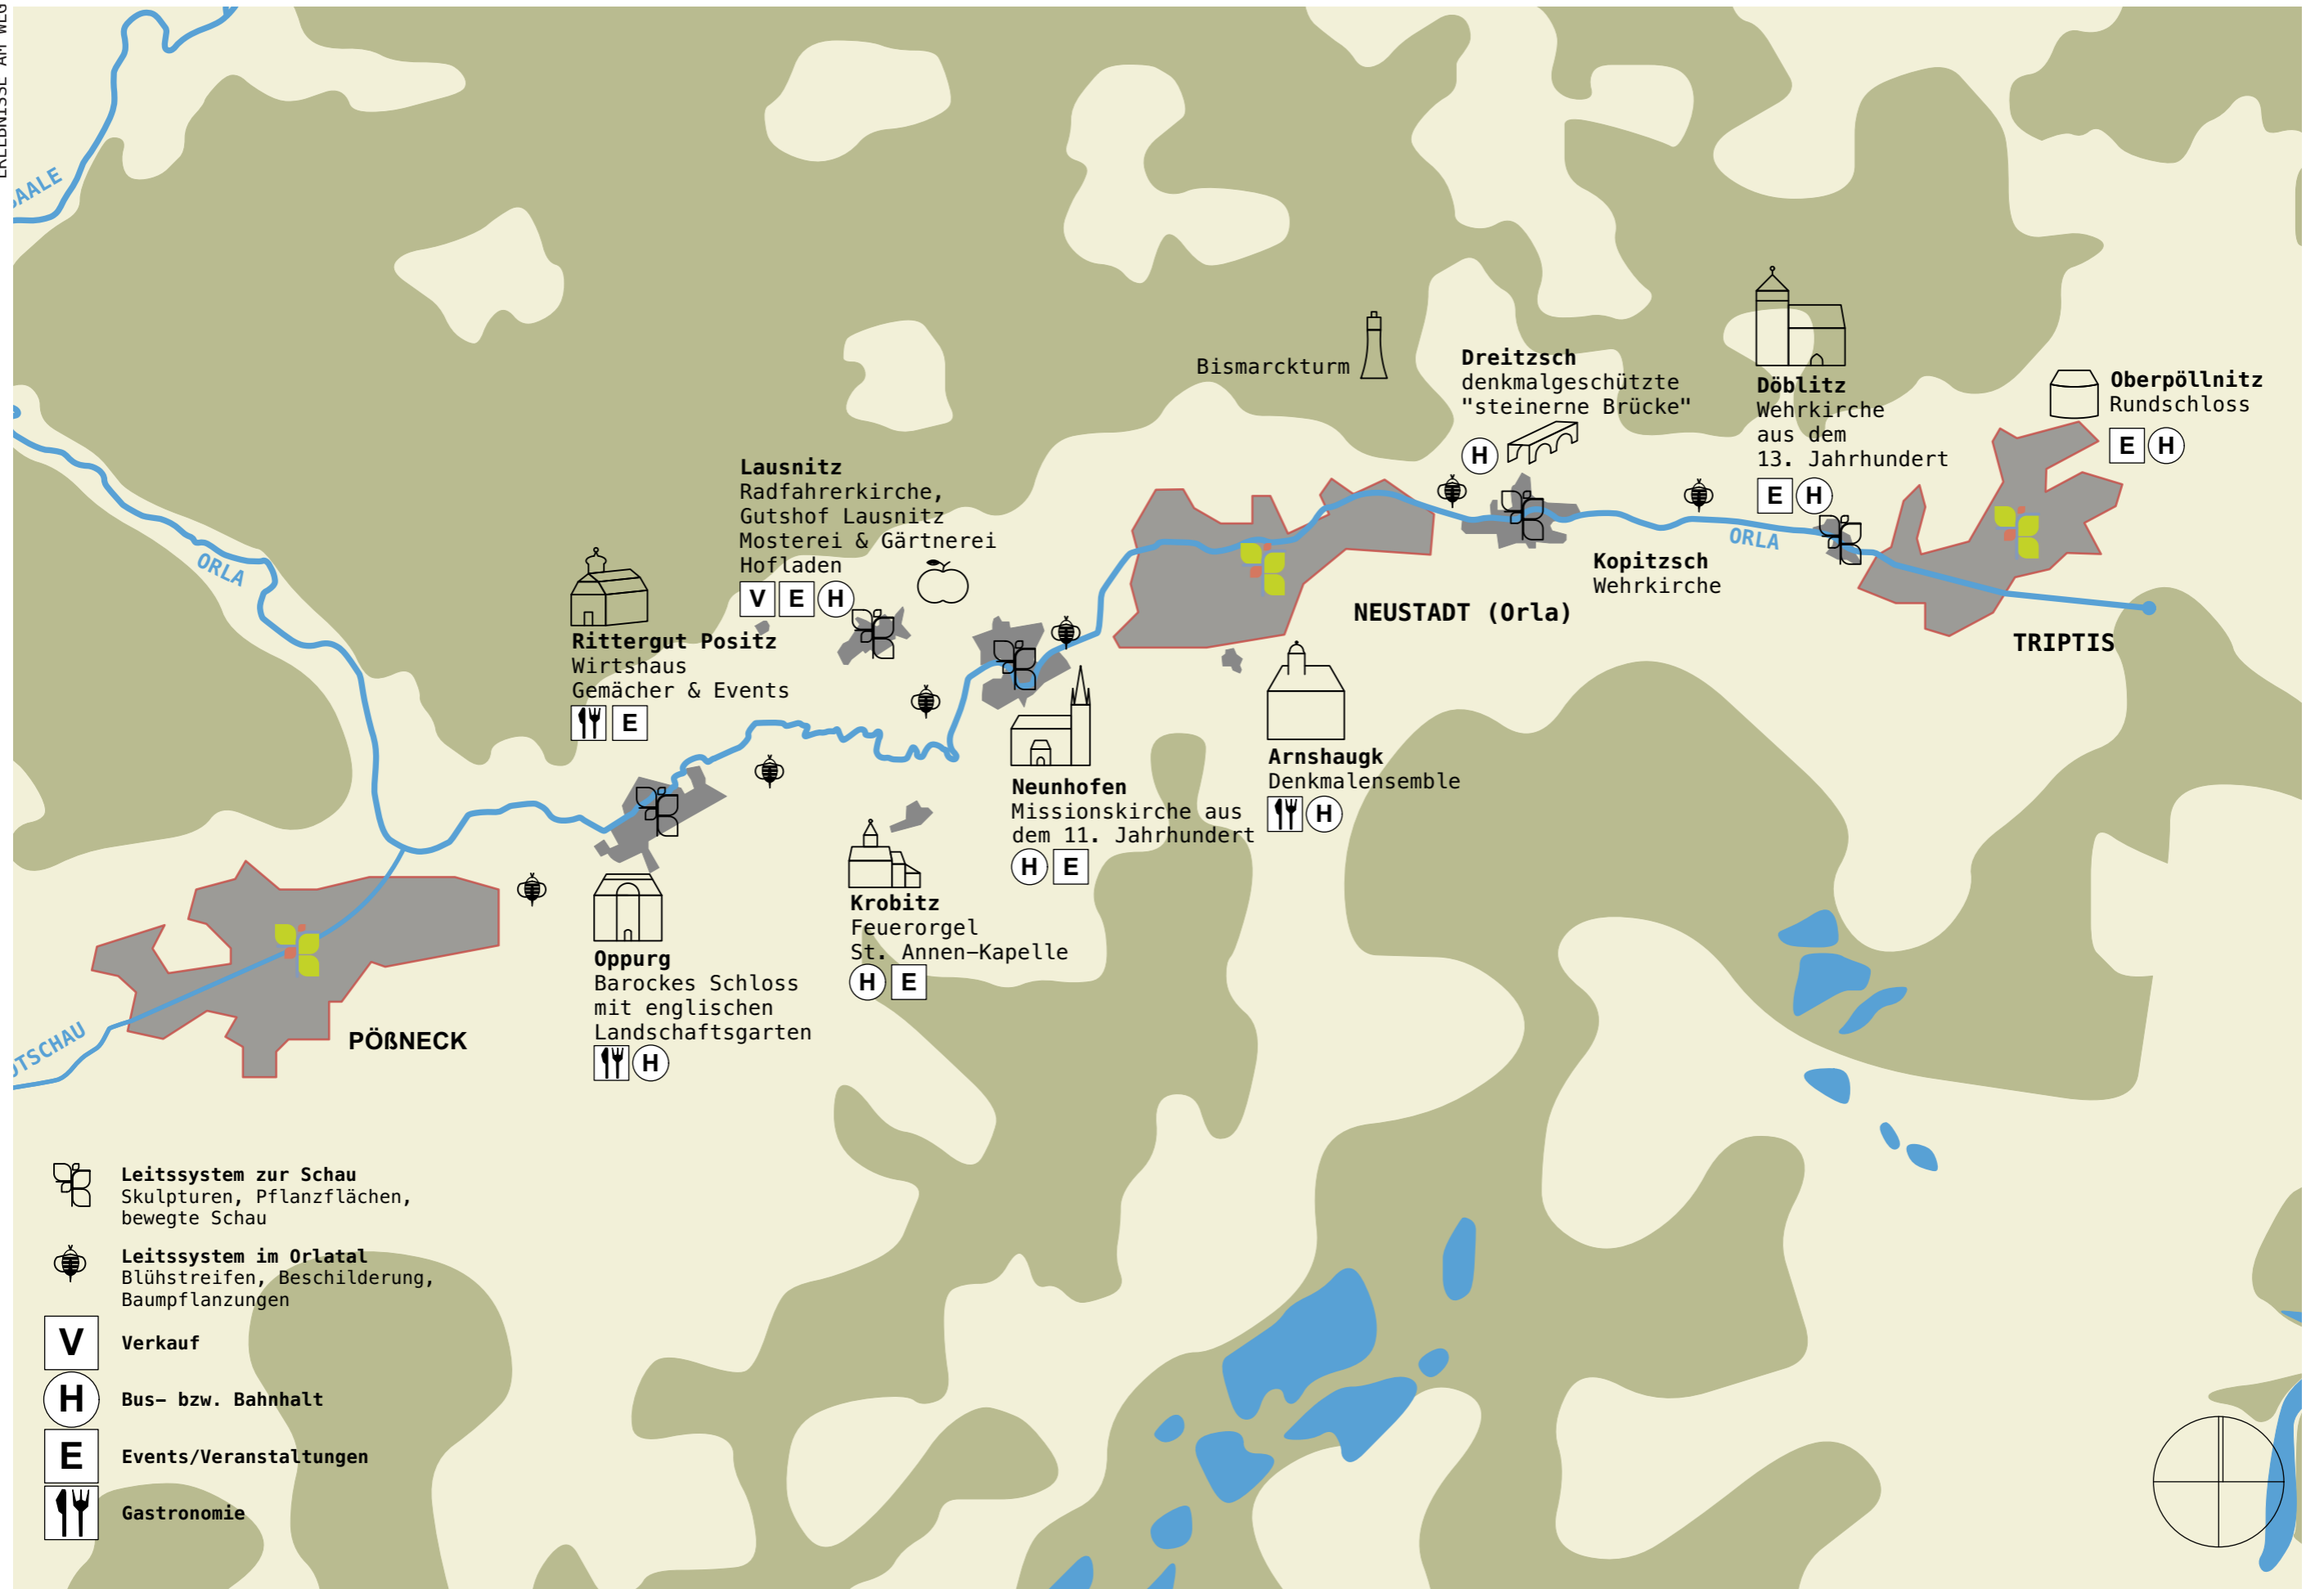 ERLEBNISSE AM WEG
SAALE
ORLA
Bismarckturm
Dreitzsch
denkmalgeschützte
"steinerne Brücke"
H
Döblitz
Wehrkirche
aus dem
13. Jahrhundert
E H
Oberpöllnitz
Rundschloss
E H
Lausnitz
Radfahrerkirche,
Gutshof Lausnitz
Mosterei & Gärtnerei
Hofladen
V E H
Rittergut Positz
Wirtshaus
Gemächer & Events
E
ORLA
Kopitzsch
Wehrkirche
NEUSTADT (Orla)
TRIPTIS
Arnshaugk
Denkmalensemble
H
Neunhofen
Missionskirche aus
dem 11. Jahrhundert
H E
Krobitz
Feuerorgel
St. Annen-Kapelle
H E
Oppurg
Barockes Schloss
mit englischen
Landschaftsgarten
H
PÖßNECK
Leitssystem zur Schau
Skulpturen, Pflanzflächen,
bewegte Schau
Leitssystem im Orlatal
Blühstreifen, Beschilderung,
Baumpflanzungen
V Verkauf
H Bus- bzw. Bahnhalt
E Events/Veranstaltungen
Gastronomie